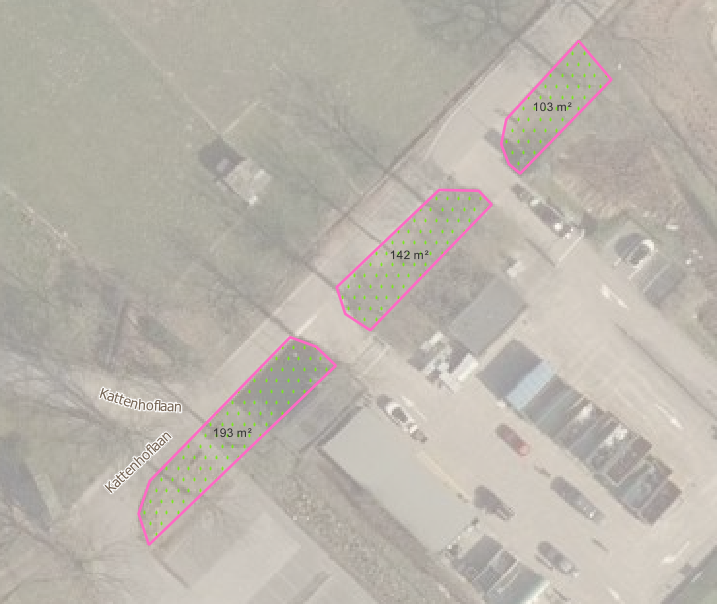 103 m²
142 m²
Kattenhoflaan
193 m²
Kattenhoflaan